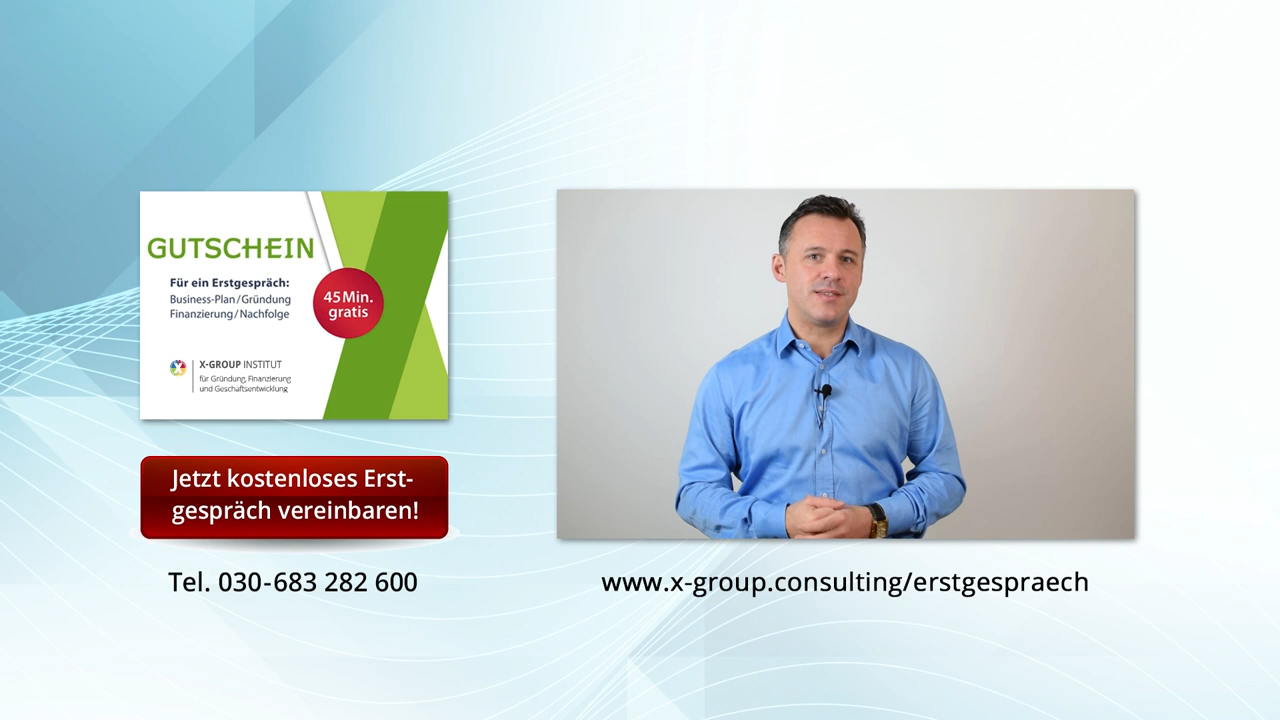 GUTSCHEIN
Für ein Erstgespräch:
Business-Plan/Gründung
Finanzierung/Nachfolge
45 Min.
gratis
X-GROUP INSTITUT
für Gründung, Finanzierung
und Geschäftsentwicklung
Jetzt kostenloses Erst-
gespräch vereinbaren!
Tel. 030-683 282 600
www.x-group.consulting/erstgespraech